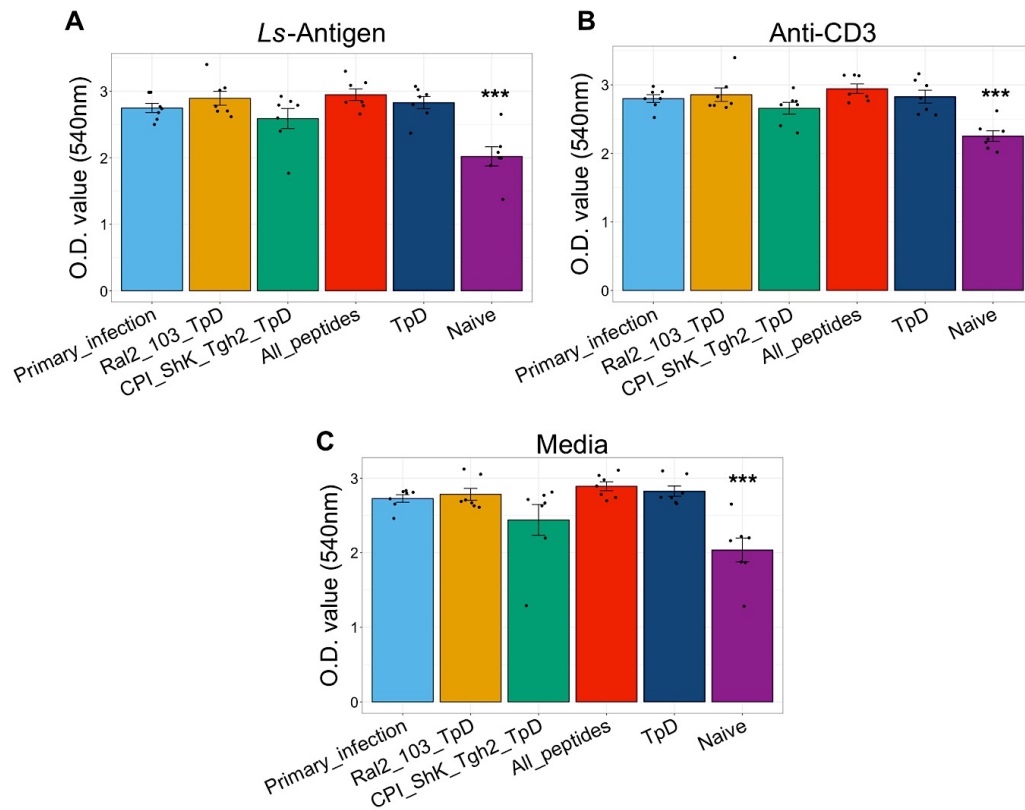 A
Ls-Antigen
O.D. value (540nm)
3
2
1
0
***
Primary_infection
Ral2_103_TpD
CPI_ShK_Tgh2_TpD
All_peptides
TpD
Naive
B
Anti-CD3
O.D. value (540nm)
3
2
1
0
***
Primary_infection
Ral2_103_TpD
CPI_ShK_Tgh2_TpD
All_peptides
TpD
Naive
C
Media
O.D. value (540nm)
3
2
1
0
***
Primary_infection
Ral2_103_TpD
CPI_ShK_Tgh2_TpD
All_peptides
TpD
Naive